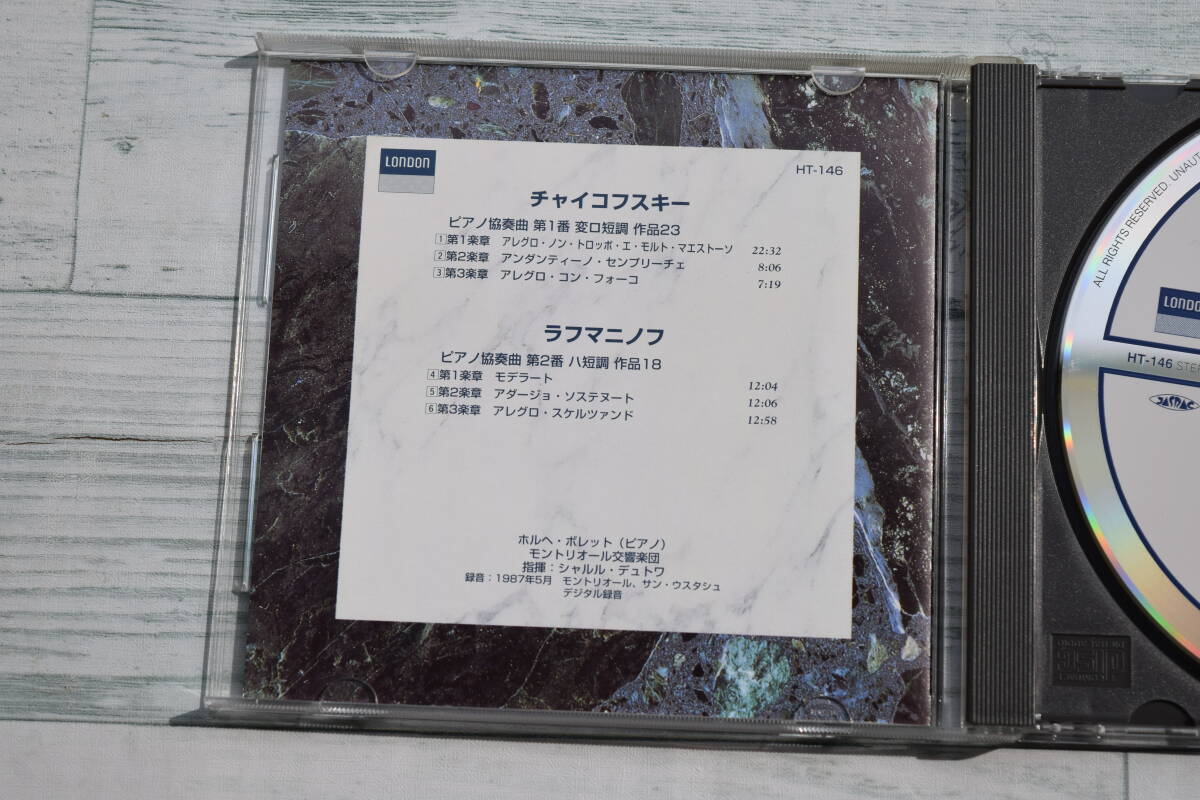 LONDON
HT-146
チャイコフスキー
ピアノ協奏曲 第1番 変ロ短調 作品23
1 第1楽章 アレグロ・ノン・トロッポ・エ・モルト・マエストーソ 22:32
2 第2楽章 アンダンティーノ・センプリーチェ 8:06
3 第3楽章 アレグロ・コン・フォーコ 7:19
ラフマニノフ
ピアノ協奏曲 第2番 ハ短調 作品18
4 第1楽章 モデラート 12:04
5 第2楽章 アダージョ・ソステヌート 12:06
6 第3楽章 アレグロ・スケルツァンド 12:58
ホルヘ・ボレット (ピアノ)
モントリオール交響楽団
指揮:シャルル・デュトワ
録音:1987年5月 モントリオール、サン・ウスタシュ
デジタル録音
ALL RIGHTS RESERVED. UNAUT
LONDON
HT-146 STE
JASRAC